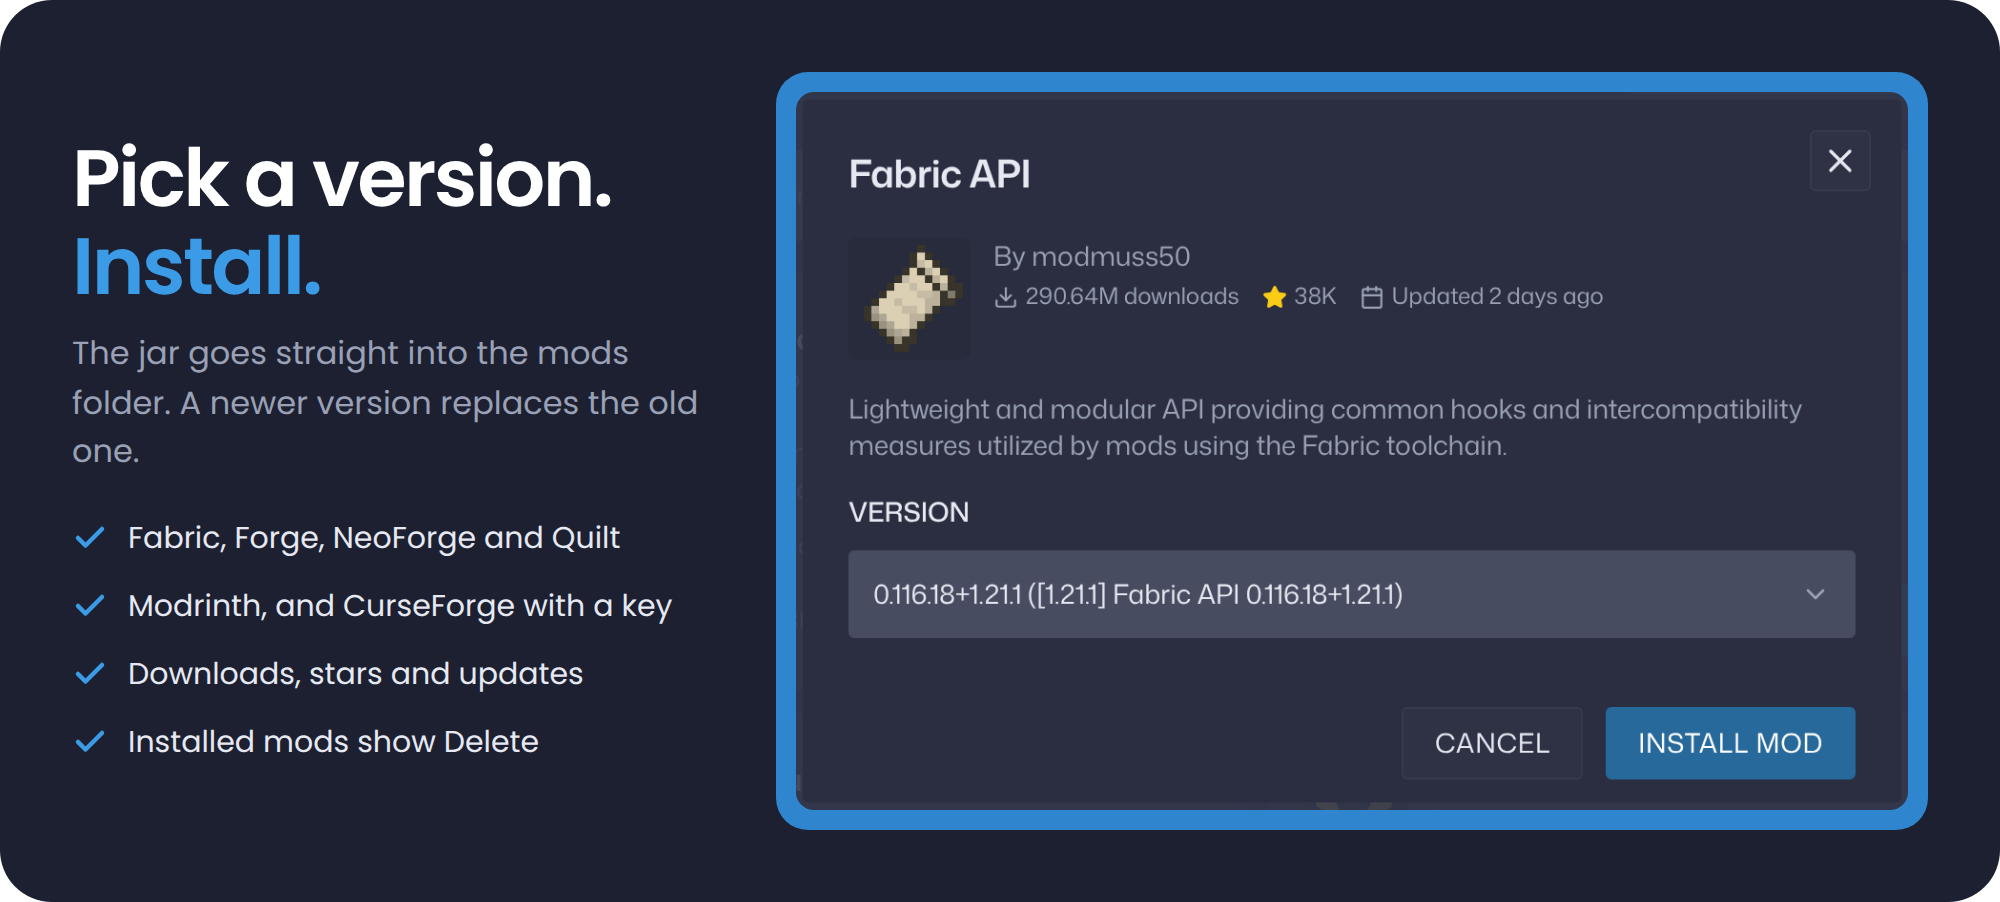 Pick a version.
Install.
The jar goes straight into the mods
folder. A newer version replaces the old
one.
Fabric, Forge, NeoForge and Quilt
Modrinth, and CurseForge with a key
Downloads, stars and updates
Installed mods show Delete
Fabric API
By modmuss50
290.64M downloads 38K Updated 2 days ago
Lightweight and modular API providing common hooks and intercompatibility
measures utilized by mods using the Fabric toolchain.
VERSION
0.116.18+1.21.1 ([1.21.1] Fabric API 0.116.18+1.21.1)
CANCEL
INSTALL MOD